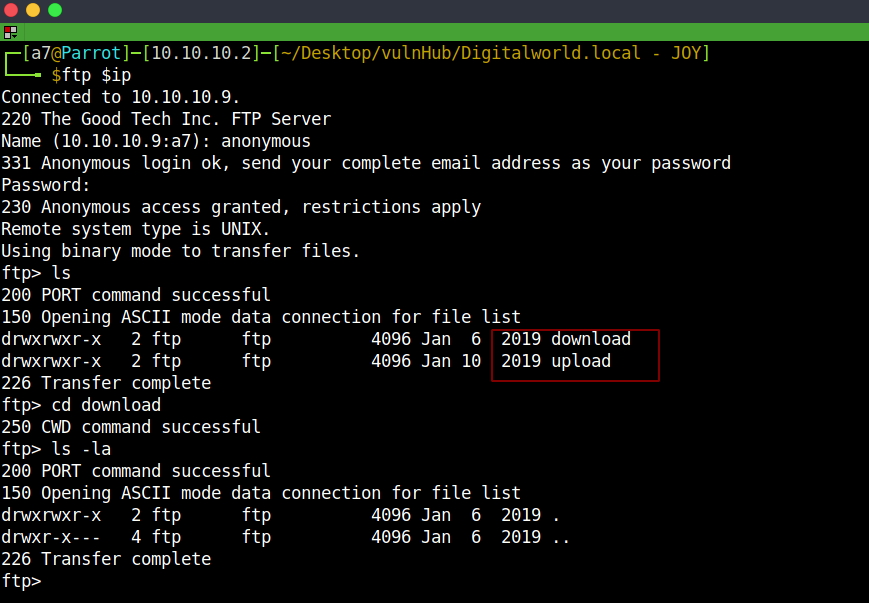 [a7@Parrot]─[10.10.10.2]─[~/Desktop/vulnHub/Digitalworld.local - JOY]
$ftp $ip
Connected to 10.10.10.9.
220 The Good Tech Inc. FTP Server
Name (10.10.10.9:a7): anonymous
331 Anonymous login ok, send your complete email address as your password
Password:
230 Anonymous access granted, restrictions apply
Remote system type is UNIX.
Using binary mode to transfer files.
ftp> ls
200 PORT command successful
150 Opening ASCII mode data connection for file list
drwxrwxr-x   2 ftp      ftp          4096 Jan  6  2019 download
drwxrwxr-x   2 ftp      ftp          4096 Jan 10  2019 upload
226 Transfer complete
ftp> cd download
250 CWD command successful
ftp> ls -la
200 PORT command successful
150 Opening ASCII mode data connection for file list
drwxrwxr-x   2 ftp      ftp          4096 Jan  6  2019 .
drwxr-x---   4 ftp      ftp          4096 Jan  6  2019 ..
226 Transfer complete
ftp>